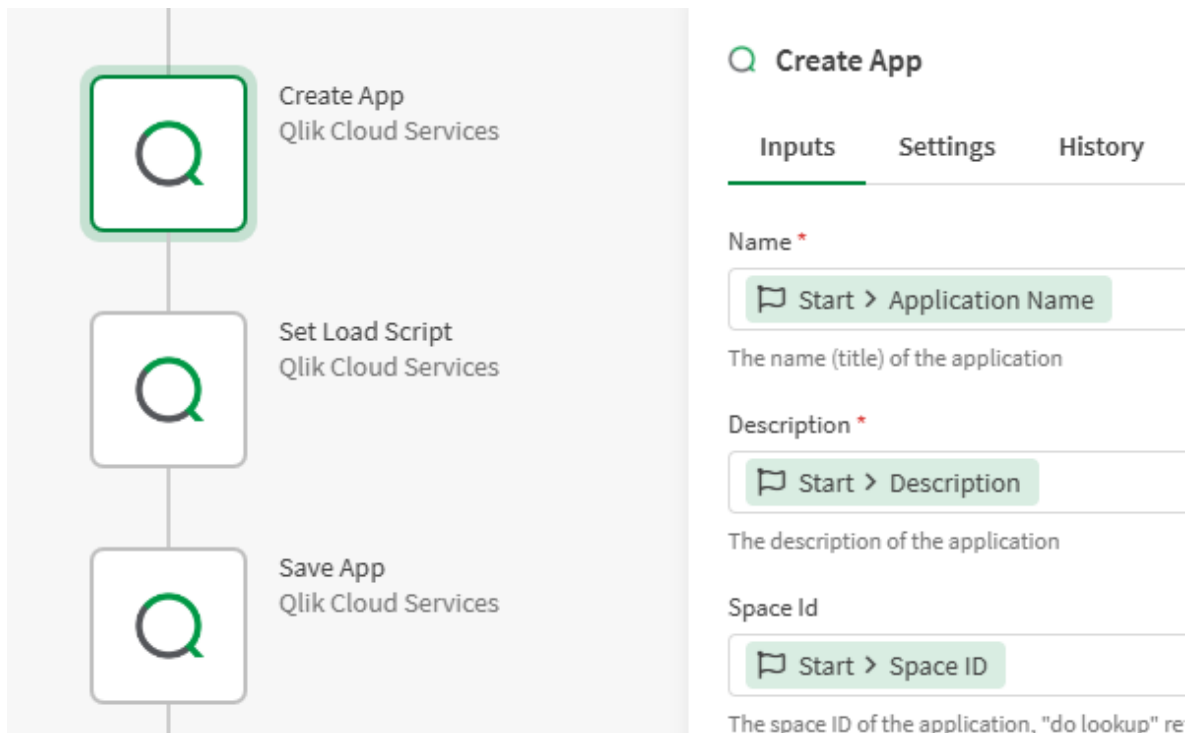 Create App
Qlik Cloud Services
Set Load Script
Qlik Cloud Services
Save App
Qlik Cloud Services
Create App
Inputs Settings History
Name *
Start > Application Name
The name (title) of the application
Description *
Start > Description
The description of the application
Space Id
Start > Space ID
The space ID of the application, "do lookup"